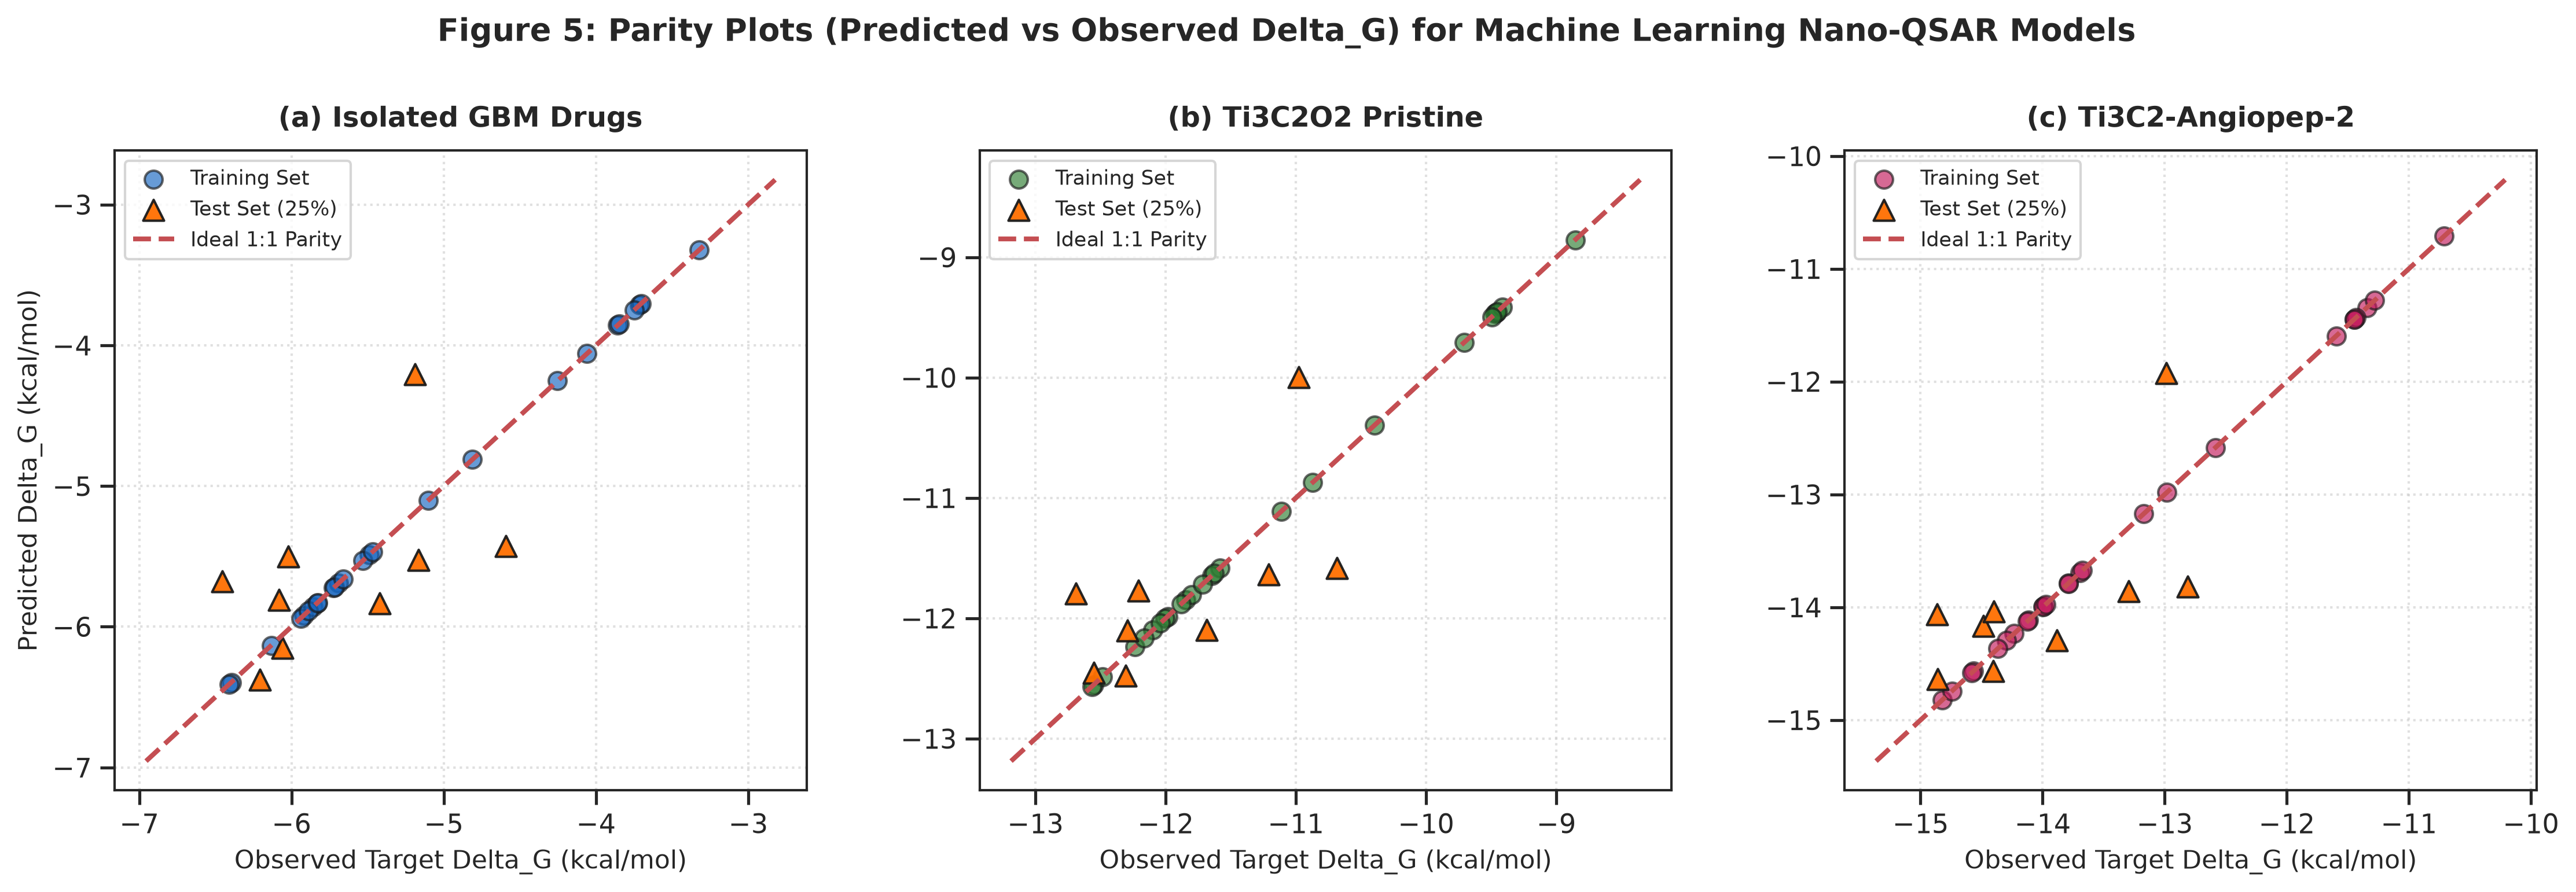 Figure 5: Parity Plots (Predicted vs Observed Delta_G) for Machine Learning Nano-QSAR Models
(a) Isolated GBM Drugs
Training Set
Test Set (25%)
Ideal 1:1 Parity
Predicted Delta_G (kcal/mol)
−3
−4
−5
−6
−7
−7 −6 −5 −4 −3
Observed Target Delta_G (kcal/mol)
(b) Ti3C2O2 Pristine
Training Set
Test Set (25%)
Ideal 1:1 Parity
−9
−10
−11
−12
−13
−13 −12 −11 −10 −9
Observed Target Delta_G (kcal/mol)
(c) Ti3C2-Angiopep-2
Training Set
Test Set (25%)
Ideal 1:1 Parity
−10
−11
−12
−13
−14
−15
−15 −14 −13 −12 −11 −10
Observed Target Delta_G (kcal/mol)